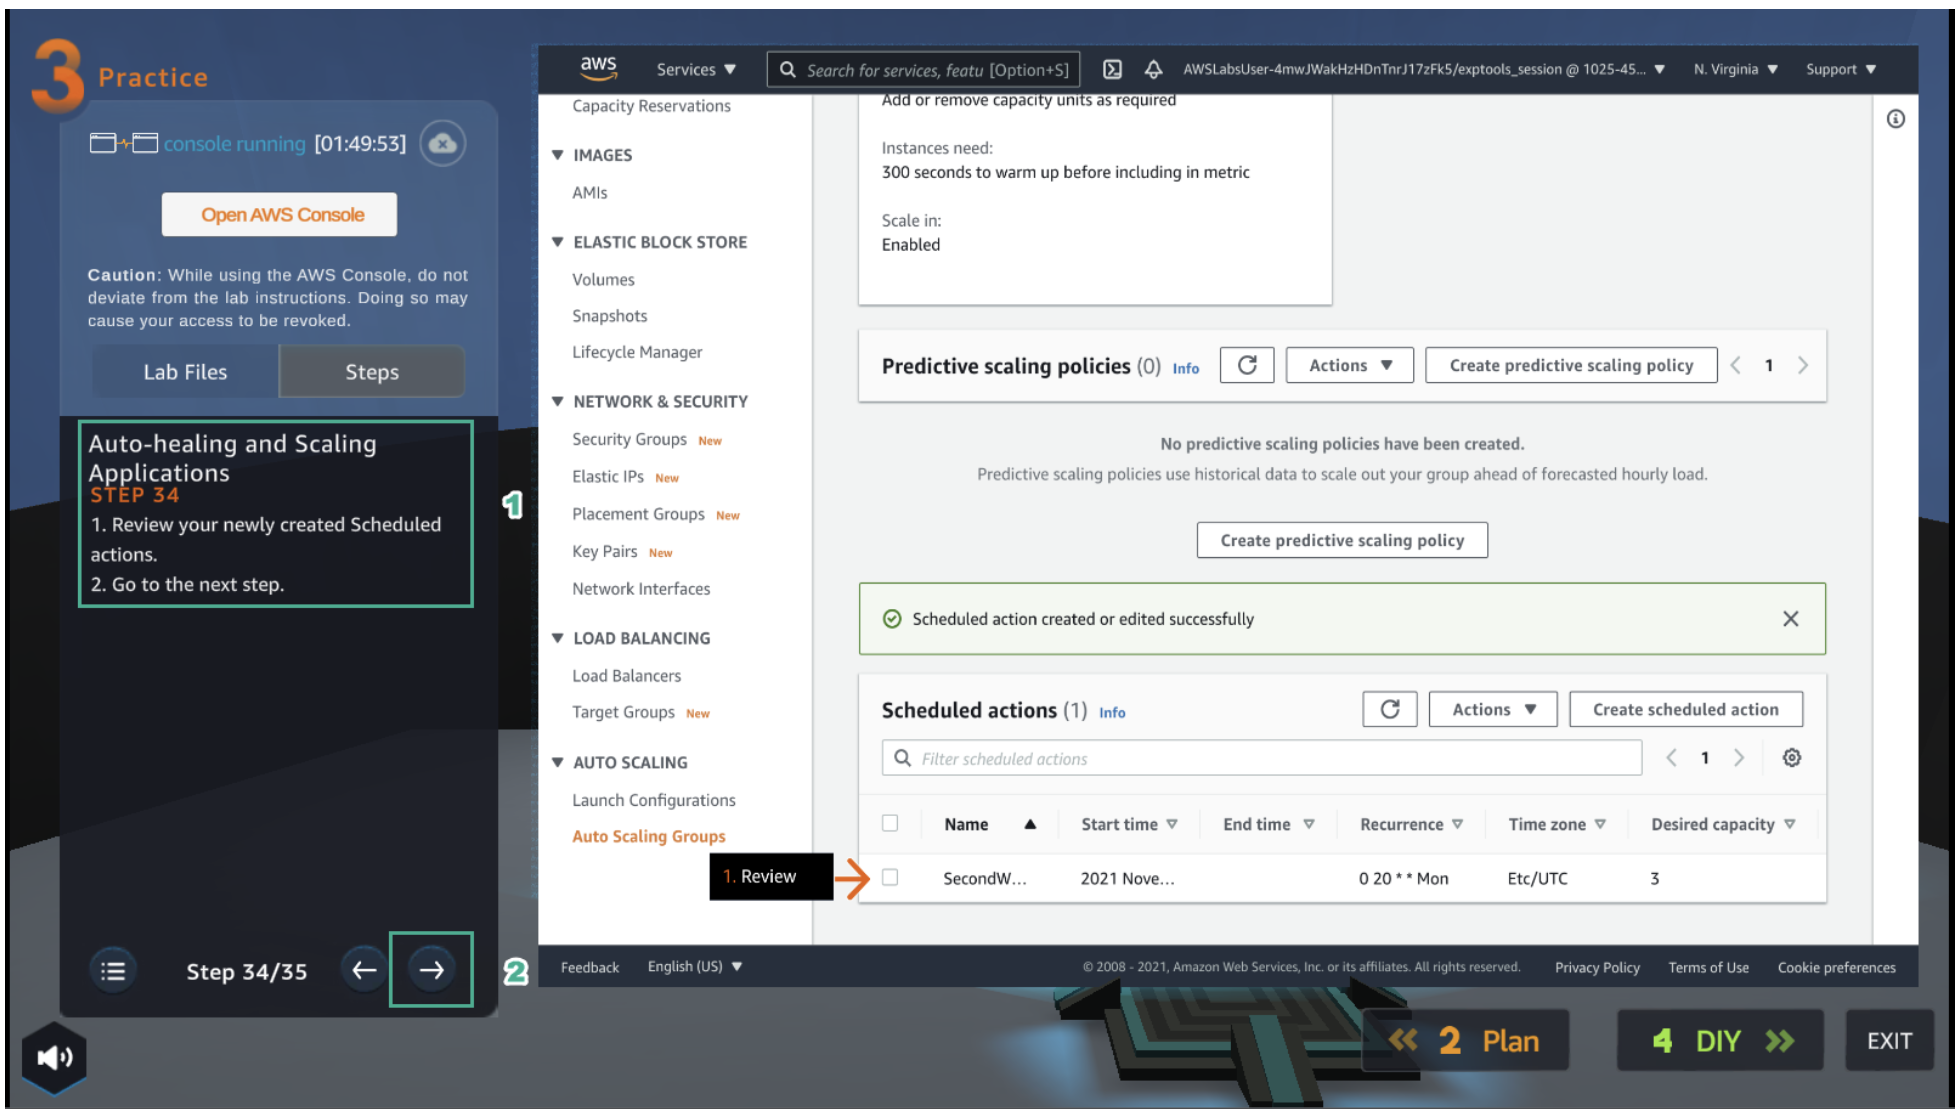 3 Practice
console running [01:49:53]
Open AWS Console
Caution: While using the AWS Console, do not
deviate from the lab instructions. Doing so may
cause your access to be revoked.
Lab Files
Steps
Auto-healing and Scaling
Applications
STEP 34
1. Review your newly created Scheduled
actions.
2. Go to the next step.
1
Step 34/35
2
aws
Services
Search for services, featu [Option+S]
AWSLabsUser-4mwJWakHzHDnTnrJ17zFk5/exptools_session @ 1025-45...
N. Virginia
Support
Capacity Reservations
IMAGES
AMIs
ELASTIC BLOCK STORE
Volumes
Snapshots
Lifecycle Manager
NETWORK & SECURITY
Security Groups New
Elastic IPs New
Placement Groups New
Key Pairs New
Network Interfaces
LOAD BALANCING
Load Balancers
Target Groups New
AUTO SCALING
Launch Configurations
Auto Scaling Groups
1. Review
Add or remove capacity units as required
Instances need:
300 seconds to warm up before including in metric
Scale in:
Enabled
Predictive scaling policies (0) Info
Actions
Create predictive scaling policy
1
No predictive scaling policies have been created.
Predictive scaling policies use historical data to scale out your group ahead of forecasted hourly load.
Create predictive scaling policy
Scheduled action created or edited successfully
Scheduled actions (1) Info
Actions
Create scheduled action
Filter scheduled actions
1
Name Start time End time Recurrence Time zone Desired capacity
SecondW... 2021 Nove... 0 20 * * Mon Etc/UTC 3
Feedback English (US) © 2008 - 2021, Amazon Web Services, Inc. or its affiliates. All rights reserved. Privacy Policy Terms of Use Cookie preferences
2 Plan
4 DIY
EXIT